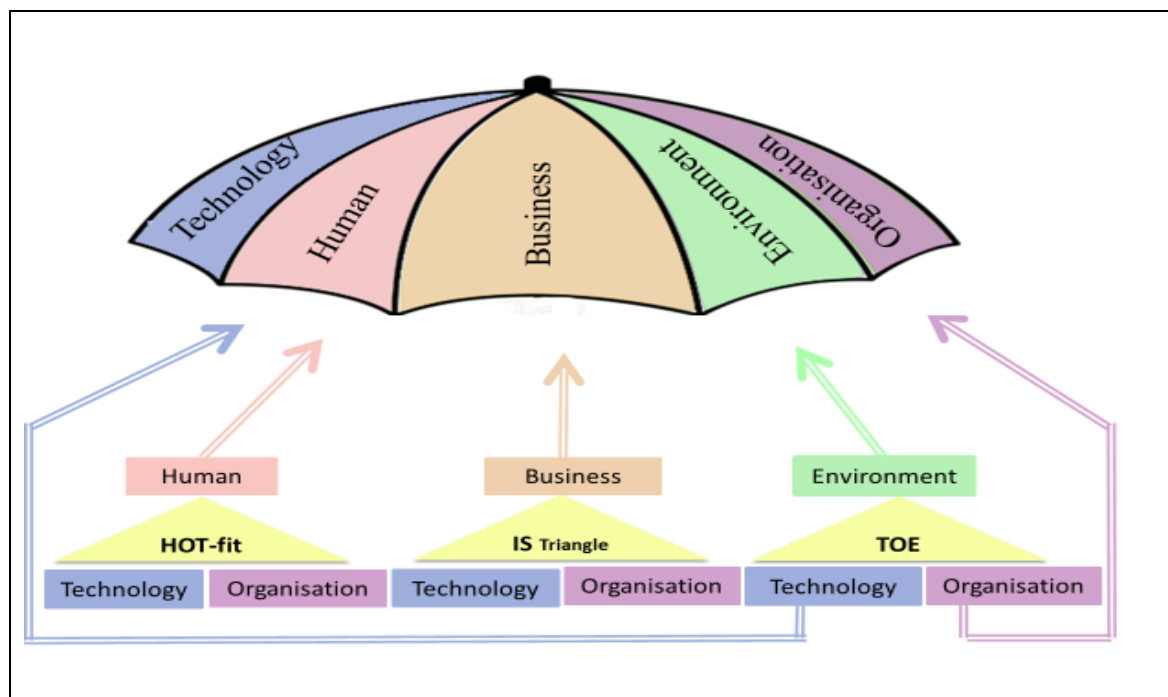 Technology
Human
Business
Environment
Organisation
Human
Business
Environment
HOT-fit
IS Triangle
TOE
Technology
Organisation
Technology
Organisation
Technology
Organisation